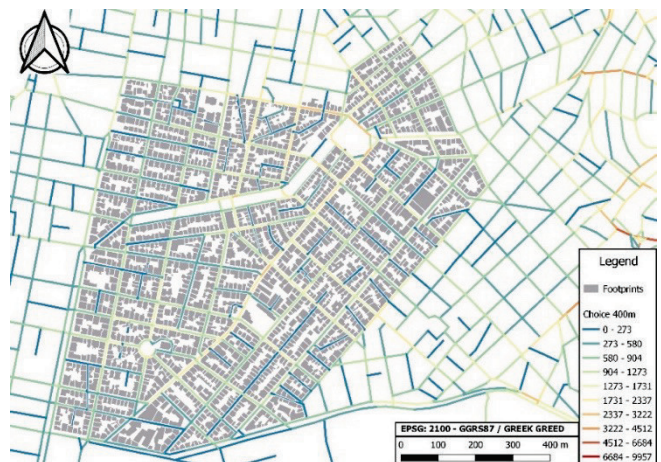 Legend
Footprints
Choice 400m
0 - 273
273 - 580
580 - 904
904 - 1273
1273 - 1731
1731 - 2337
2337 - 3222
3222 - 4512
4512 - 6684
6684 - 9957
EPSG: 2100 - GGRS87 / GREEK GREED
0 100 200 300 400 m